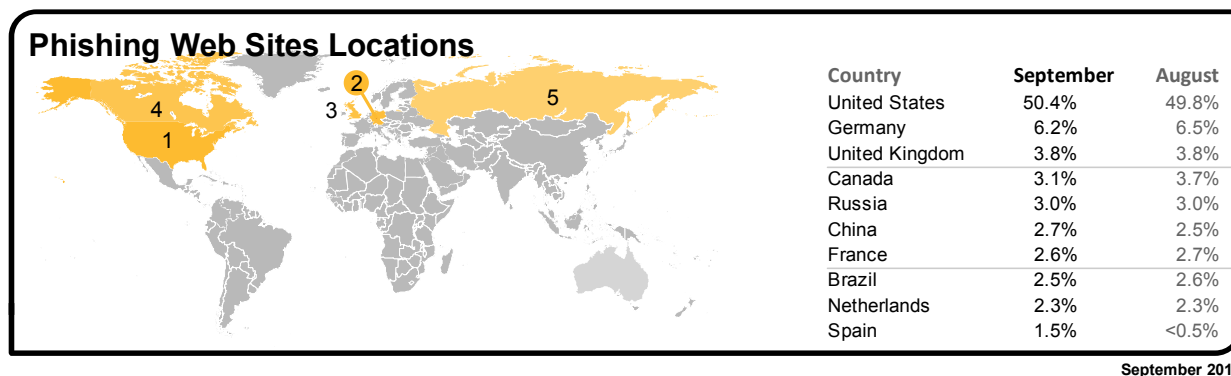 Phishing Web Sites Locations
2
3
4
5
1
Country September August
United States 50.4% 49.8%
Germany 6.2% 6.5%
United Kingdom 3.8% 3.8%
Canada 3.1% 3.7%
Russia 3.0% 3.0%
China 2.7% 2.5%
France 2.6% 2.7%
Brazil 2.5% 2.6%
Netherlands 2.3% 2.3%
Spain 1.5% <0.5%
September 201